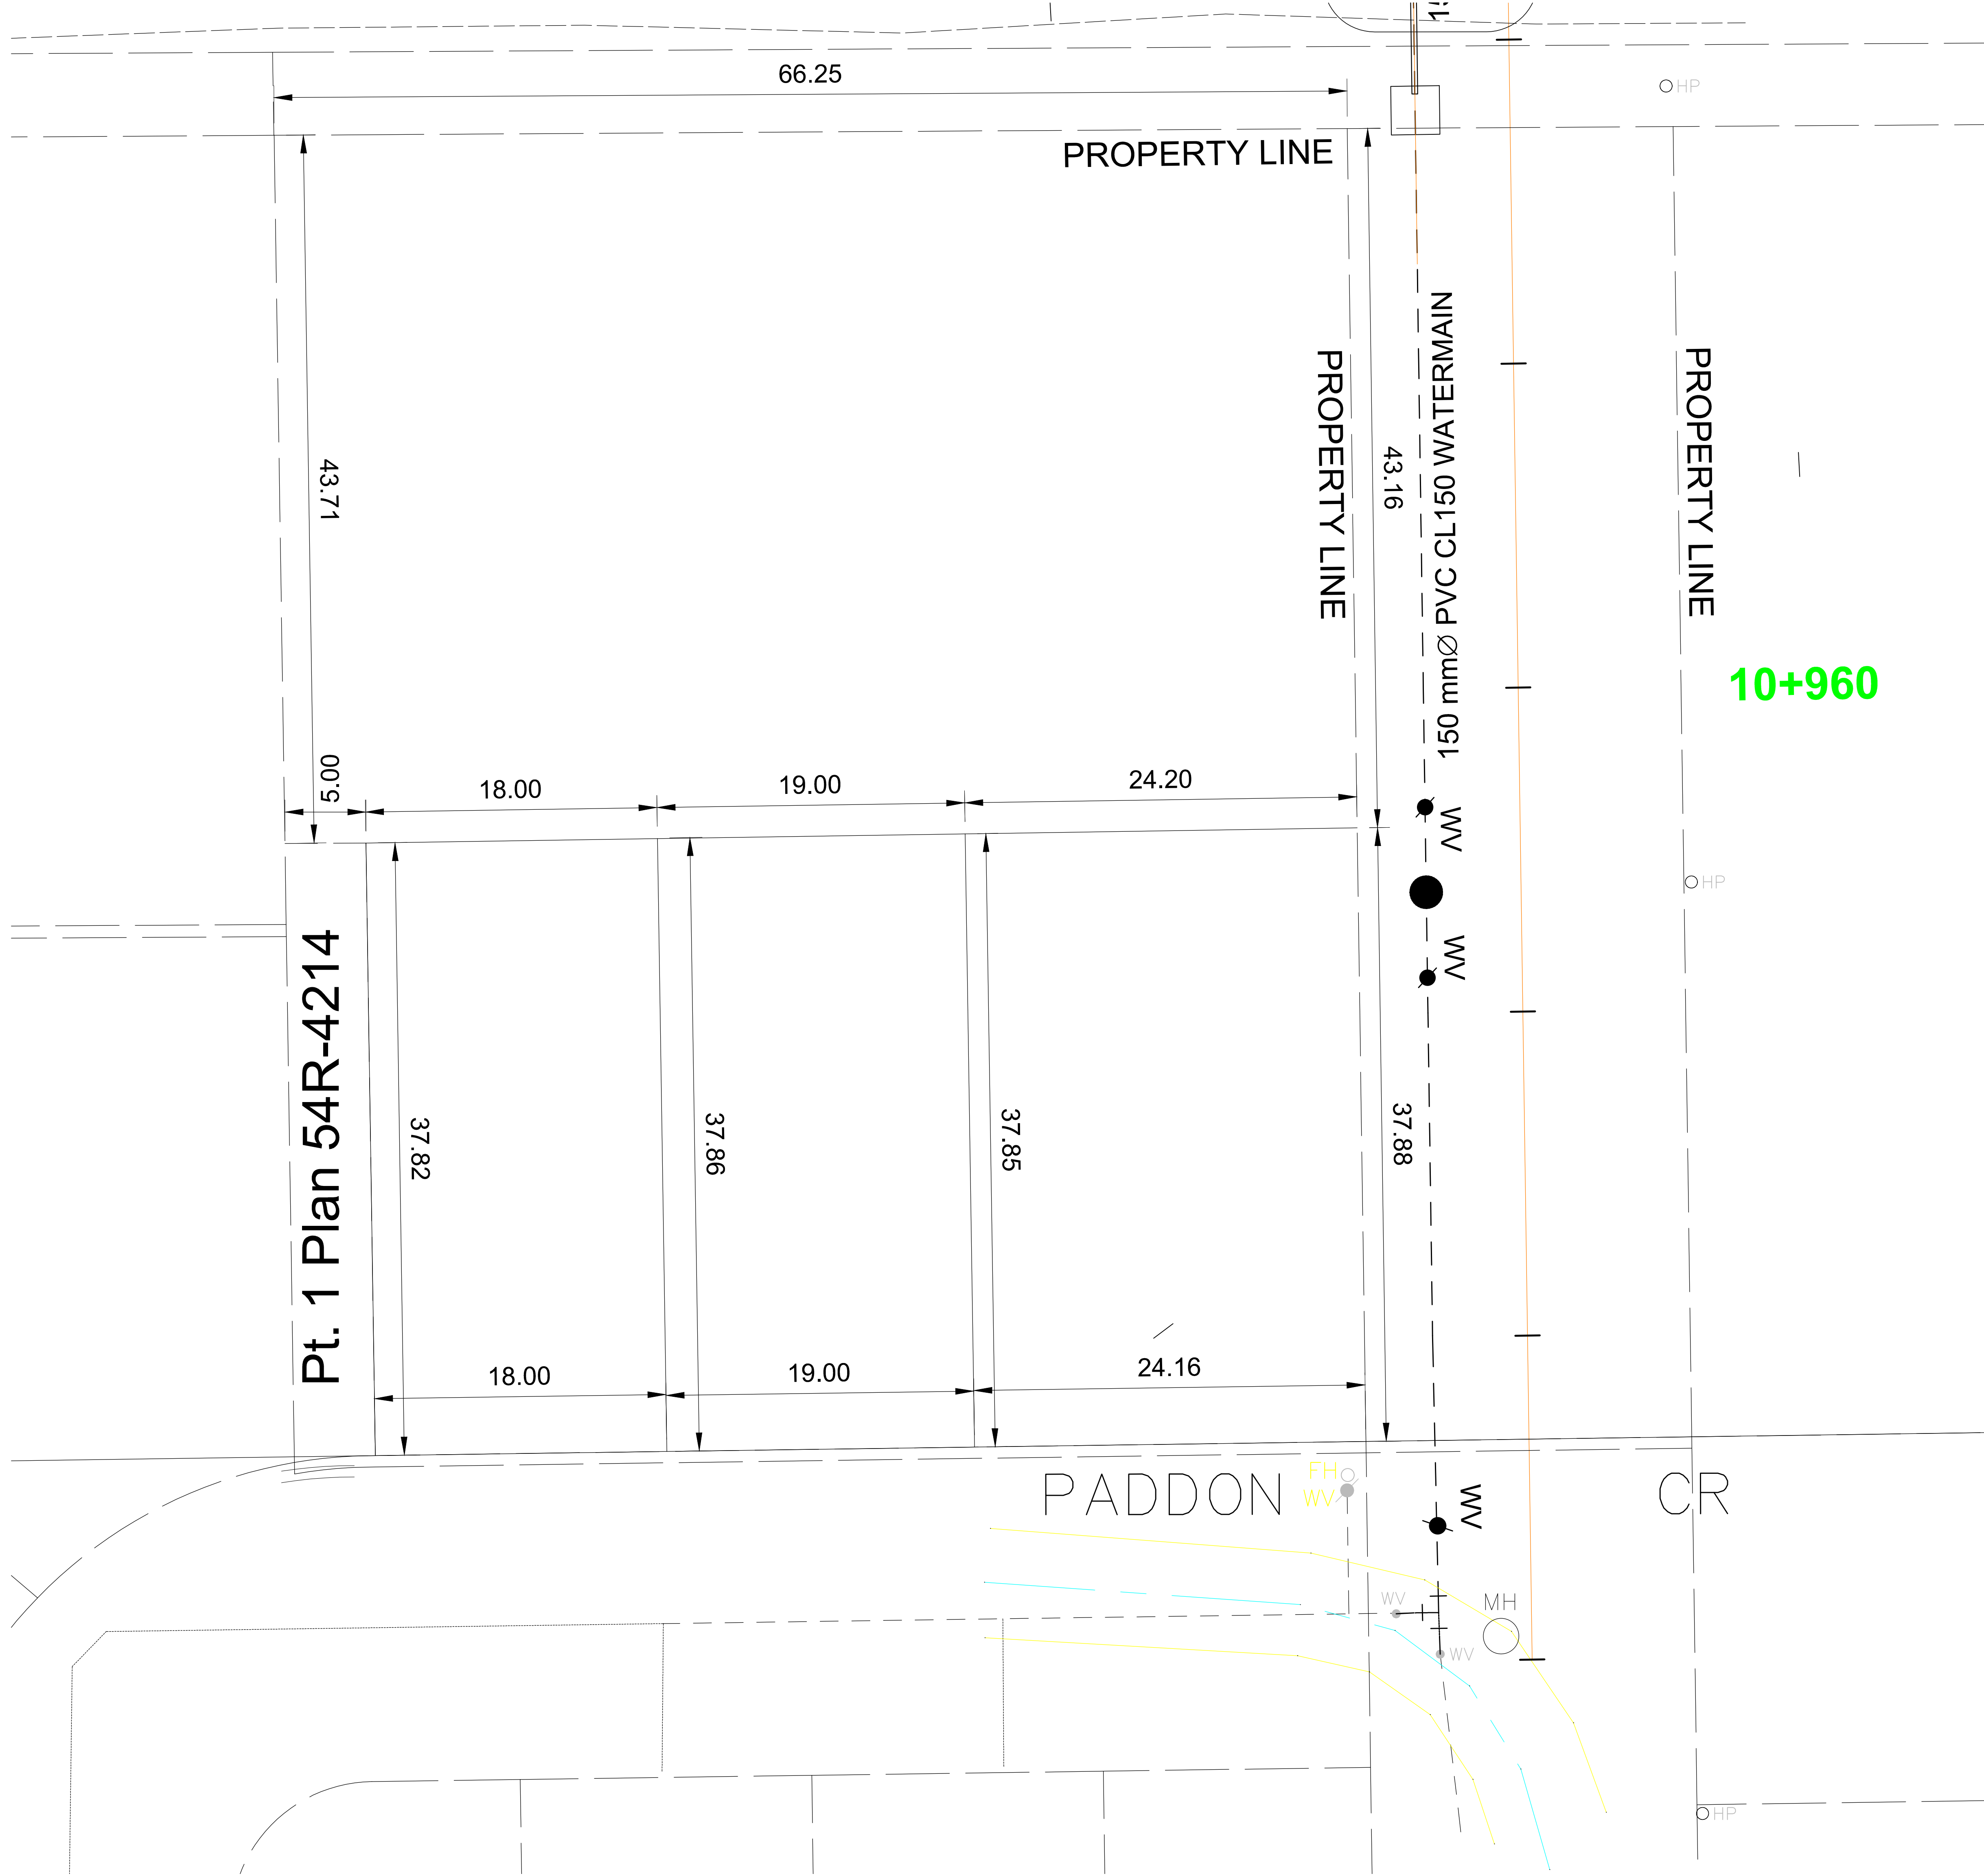 66.25
HP
PROPERTY LINE
43.71
PROPERTY LINE
43.16
150 mmØ PVC CL150 WATERMAIN
PROPERTY LINE
10+960
5.00
18.00
19.00
24.20
WV
HP
WV
Pt. 1 Plan 54R-4214
37.82
37.86
37.85
37.88
18.00
19.00
24.16
PADDON
FH
WV
WV
CR
WV
MH
WV
HP